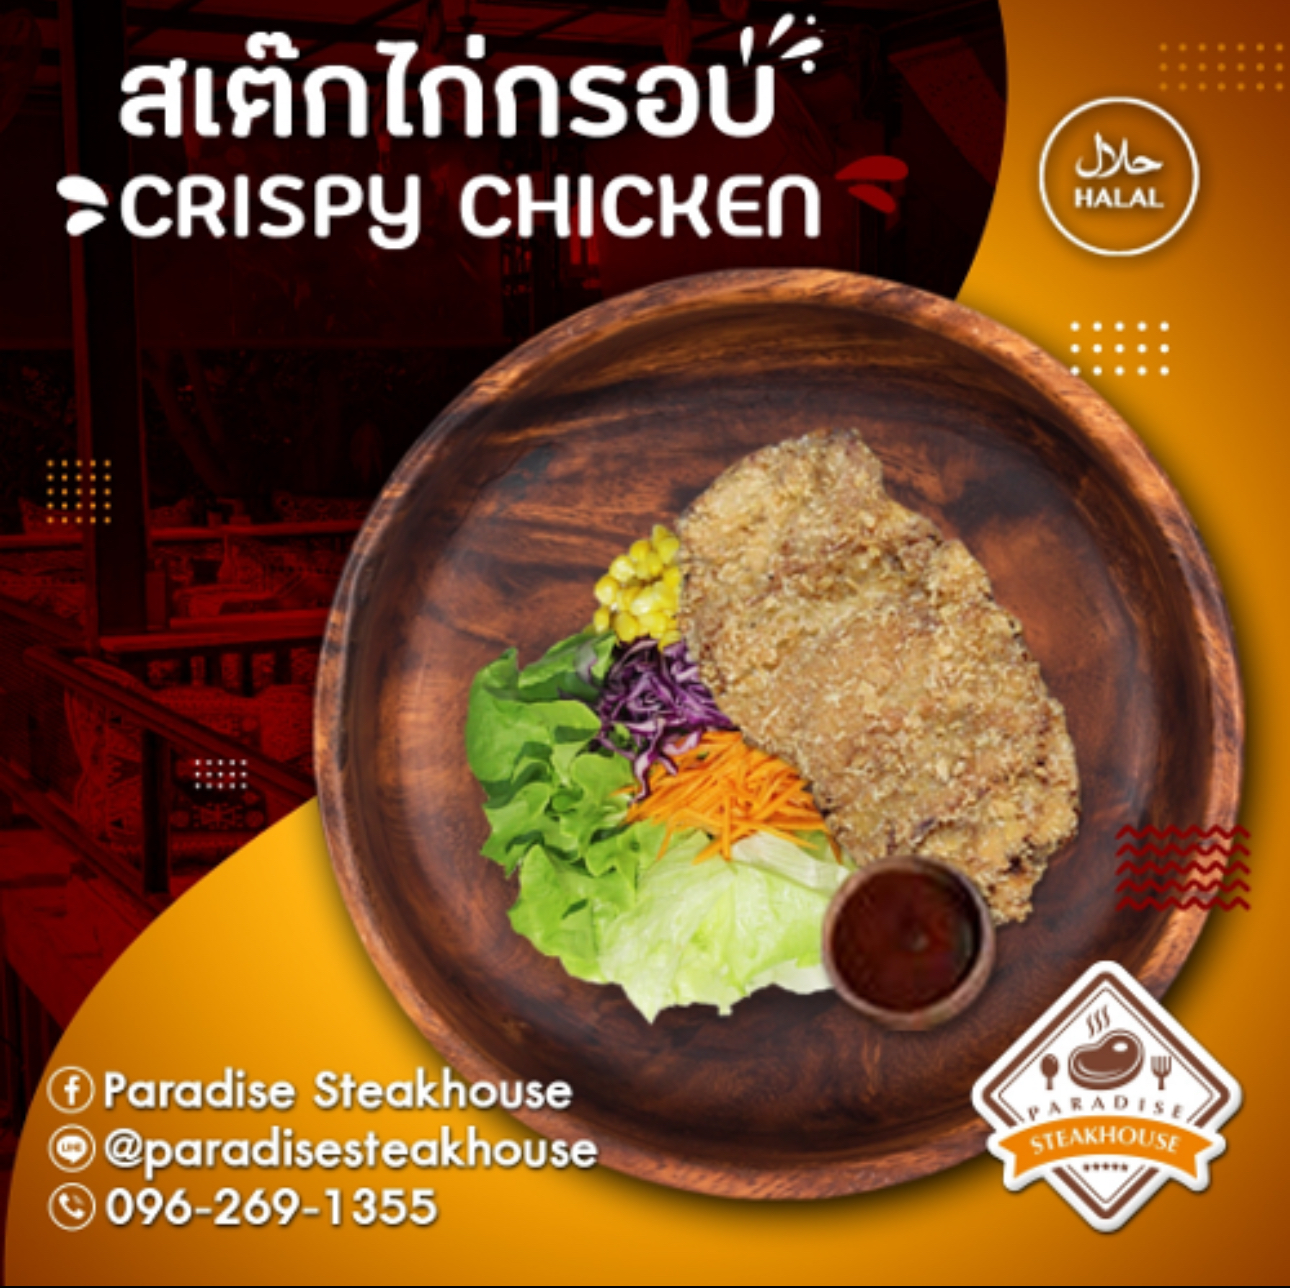 สเต๊กไก่กรอบ
CRISPY CHICKEN
حلال
HALAL
Paradise Steakhouse
LINE
@paradisesteakhouse
096-269-1355
PARADISE
STEAKHOUSE